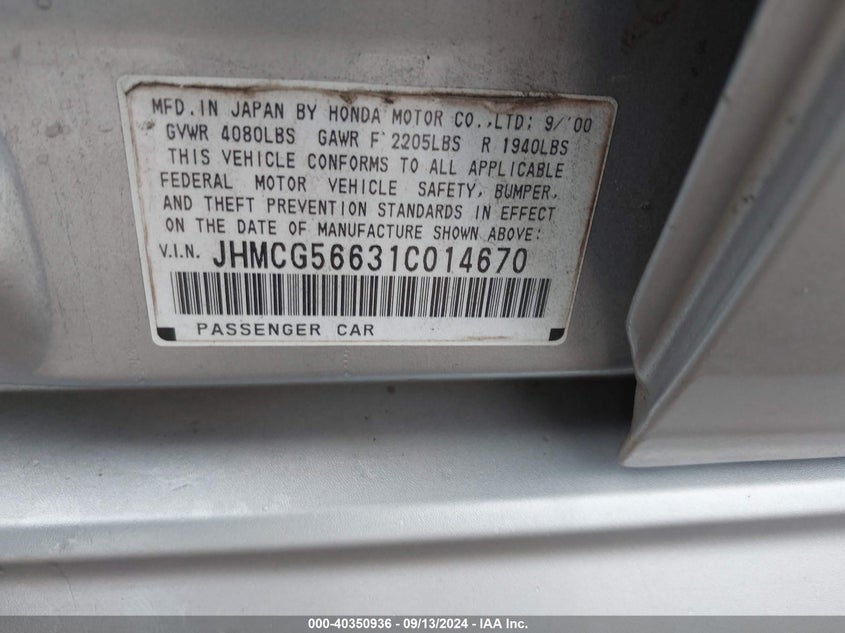 MFD. IN JAPAN BY HONDA MOTOR CO.,LTD; 9/'00
GVWR 4080LBS GAWR F 2205LBS R 1940LBS
THIS VEHICLE CONFORMS TO ALL APPLICABLE
FEDERAL MOTOR VEHICLE SAFETY, BUMPER,
AND THEFT PREVENTION STANDARDS IN EFFECT
ON THE DATE OF MANUFACTURE SHOWN ABOVE:
V.I.N. JHMCG56631C014670
PASSENGER CAR
000-40350936 - 09/13/2024 - IAA Inc.